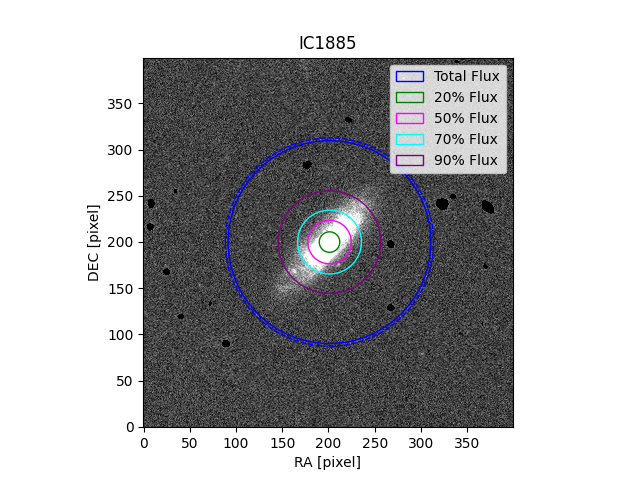 IC1885
Total Flux
20% Flux
50% Flux
70% Flux
90% Flux
DEC [pixel]
350
300
250
200
150
100
50
0
0 50 100 150 200 250 300 350
RA [pixel]